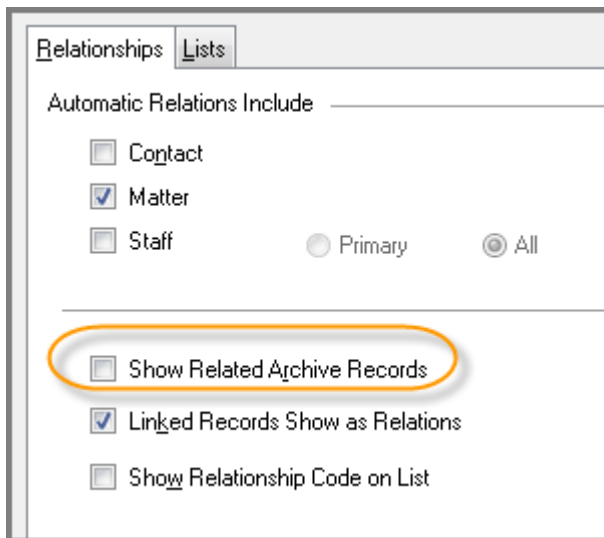 Relationships Lists
Automatic Relations Include
Contact
Matter
Staff Primary All
Show Related Archive Records
Linked Records Show as Relations
Show Relationship Code on List